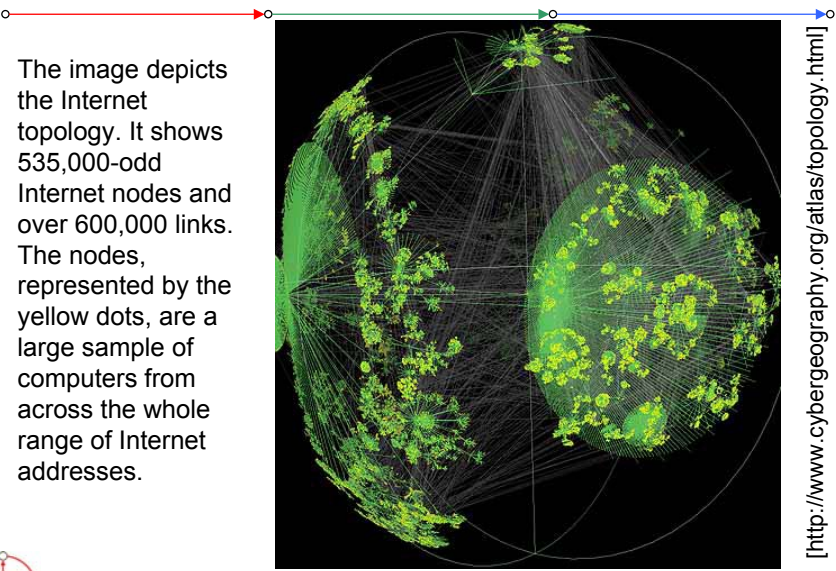 The image depicts
the Internet
topology. It shows
535,000-odd
Internet nodes and
over 600,000 links.
The nodes,
represented by the
yellow dots, are a
large sample of
computers from
across the whole
range of Internet
addresses.
[http://www.cybergeography.org/atlas/topology.html]